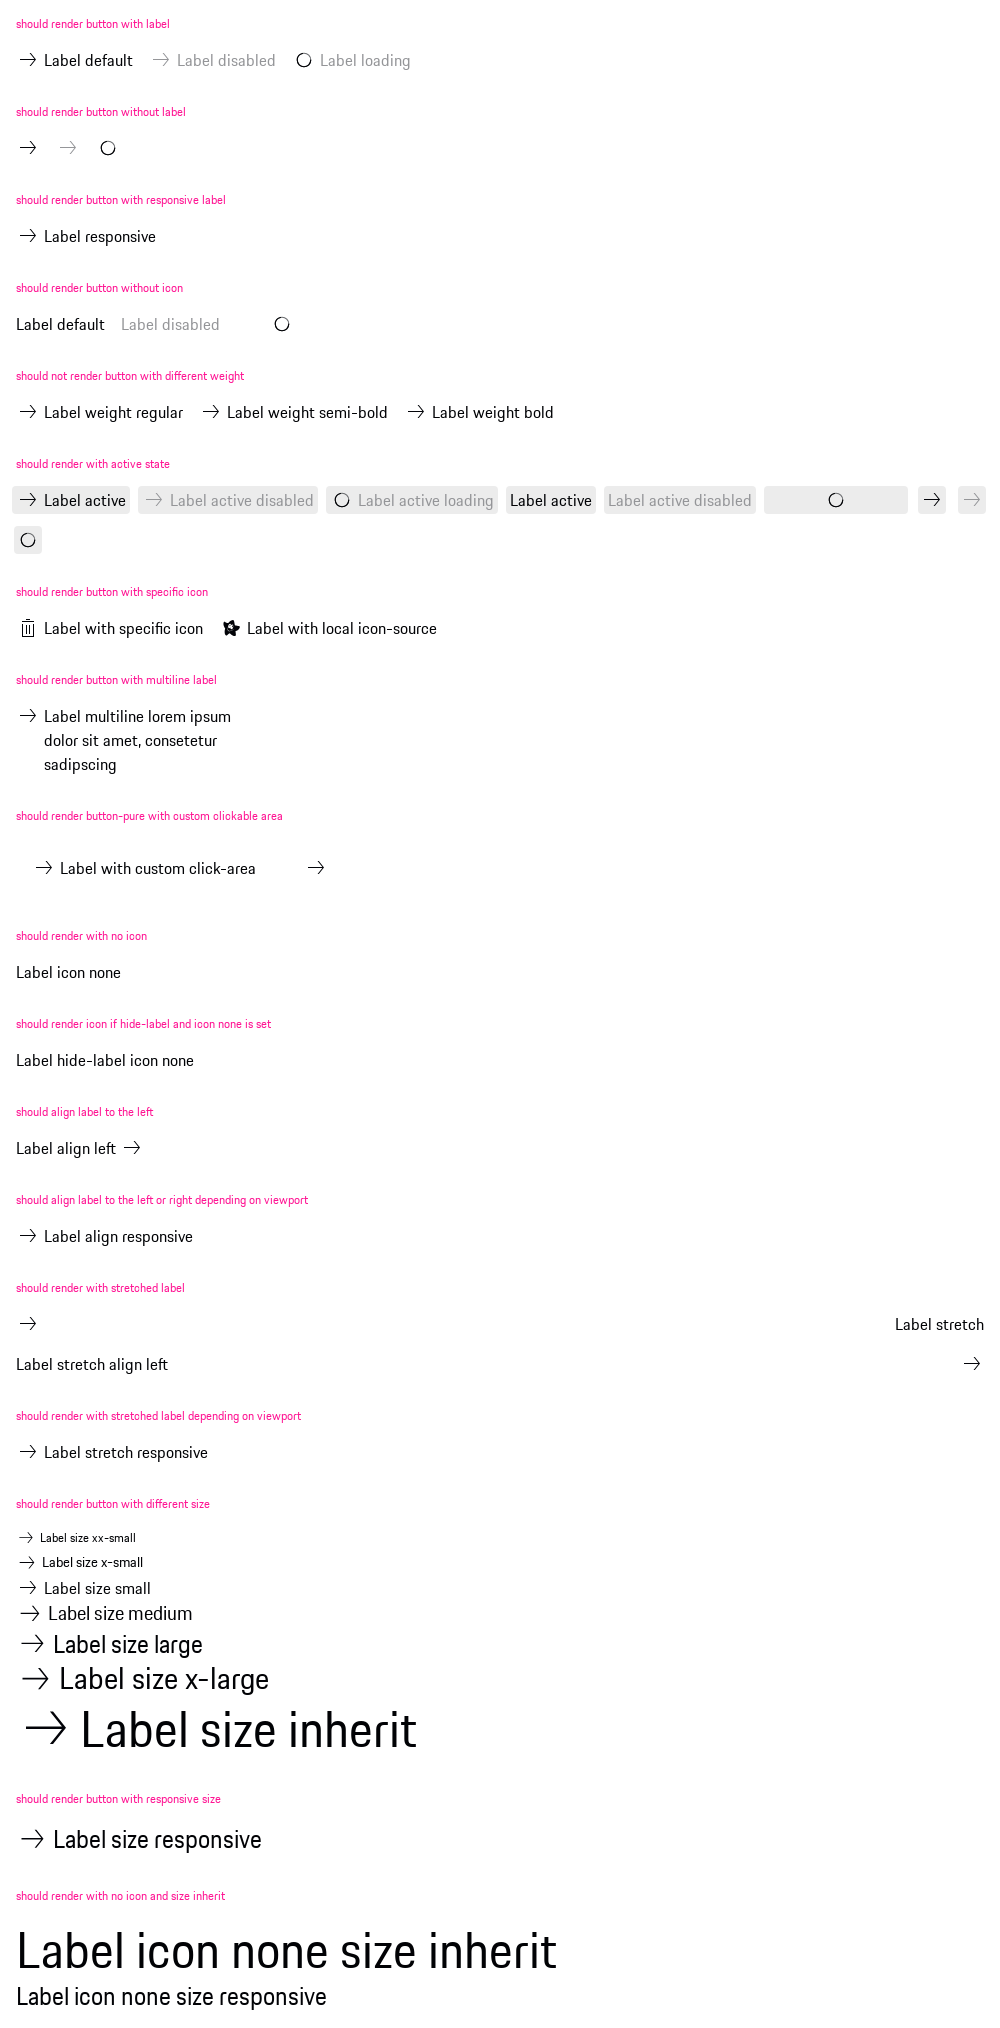 should render button with label
Label default Label disabled Label loading
should render button without label
should render button with responsive label
Label responsive
should render button without icon
Label default Label disabled
should not render button with different weight
Label weight regular Label weight semi-bold Label weight bold
should render with active state
Label active Label active disabled Label active loading Label active Label active disabled
should render button with specific icon
Label with specific icon Label with local icon-source
should render button with multiline label
Label multiline lorem ipsum
dolor sit amet, consetetur
sadipscing
should render button-pure with custom clickable area
Label with custom click-area
should render with no icon
Label icon none
should render icon if hide-label and icon none is set
Label hide-label icon none
should align label to the left
Label align left
should align label to the left or right depending on viewport
Label align responsive
should render with stretched label
Label stretch
Label stretch align left
should render with stretched label depending on viewport
Label stretch responsive
should render button with different size
Label size xx-small
Label size x-small
Label size small
Label size medium
Label size large
Label size x-large
Label size inherit
should render button with responsive size
Label size responsive
should render with no icon and size inherit
Label icon none size inherit
Label icon none size responsive